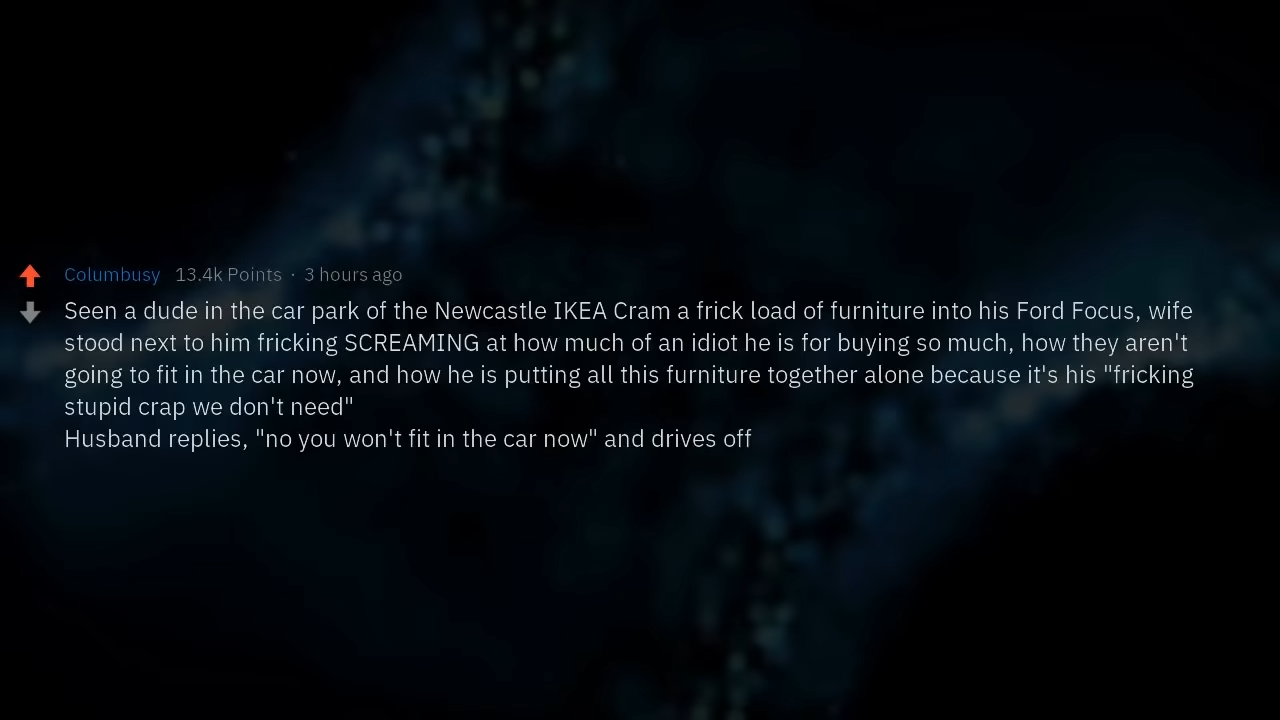 Columbusy 13.4k Points · 3 hours ago
Seen a dude in the car park of the Newcastle IKEA Cram a frick load of furniture into his Ford Focus, wife
stood next to him fricking SCREAMING at how much of an idiot he is for buying so much, how they aren't
going to fit in the car now, and how he is putting all this furniture together alone because it's his "fricking
stupid crap we don't need"
Husband replies, "no you won't fit in the car now" and drives off